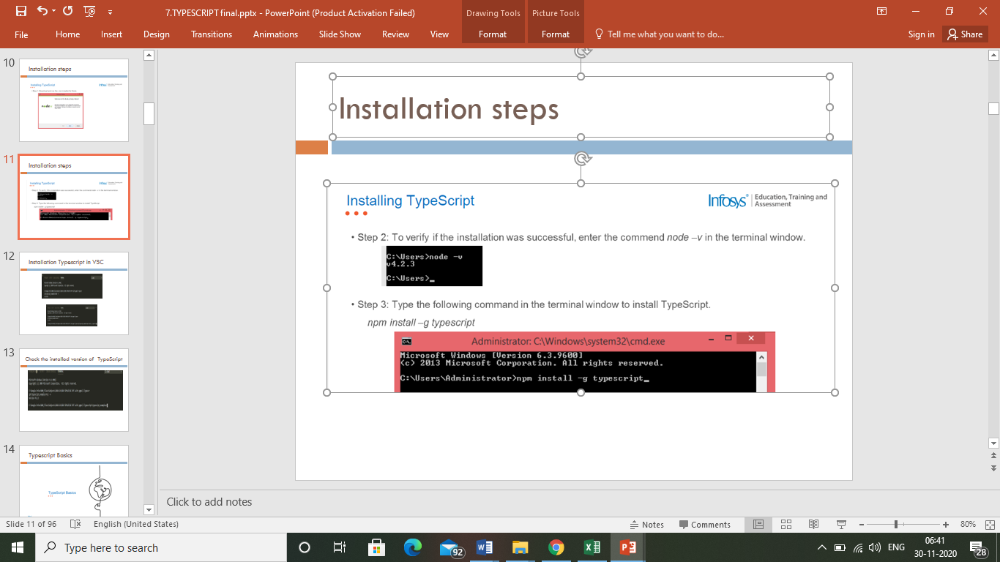 7.TYPESCRIPT final.pptx - PowerPoint (Product Activation Failed)
Drawing Tools
Picture Tools
File
Home
Insert
Design
Transitions
Animations
Slide Show
Review
View
Format
Format
Tell me what you want to do...
Sign in
Share
10
Installation steps
Installing TypeScript
11
Installation steps
Installing TypeScript
12
Installation Typescript in VSC
13
Check the installed version of TypeScript
14
Typescript Basics
TypeScript Basics
Installation steps
Installing TypeScript
Infosys® | Education, Training and
Assessment
• Step 2: To verify if the installation was successful, enter the commend node –v in the terminal window.
C:\Users>node -v
v4.2.3
C:\Users>_
• Step 3: Type the following command in the terminal window to install TypeScript.
npm install –g typescript
Administrator: C:\Windows\system32\cmd.exe
Microsoft Windows [Version 6.3.9600]
(c) 2013 Microsoft Corporation. All rights reserved.
C:\Users\Administrator>npm install -g typescript_
Click to add notes
Slide 11 of 96
English (United States)
Notes
Comments
80%
Type here to search
92
ENG
06:41
30-11-2020
28